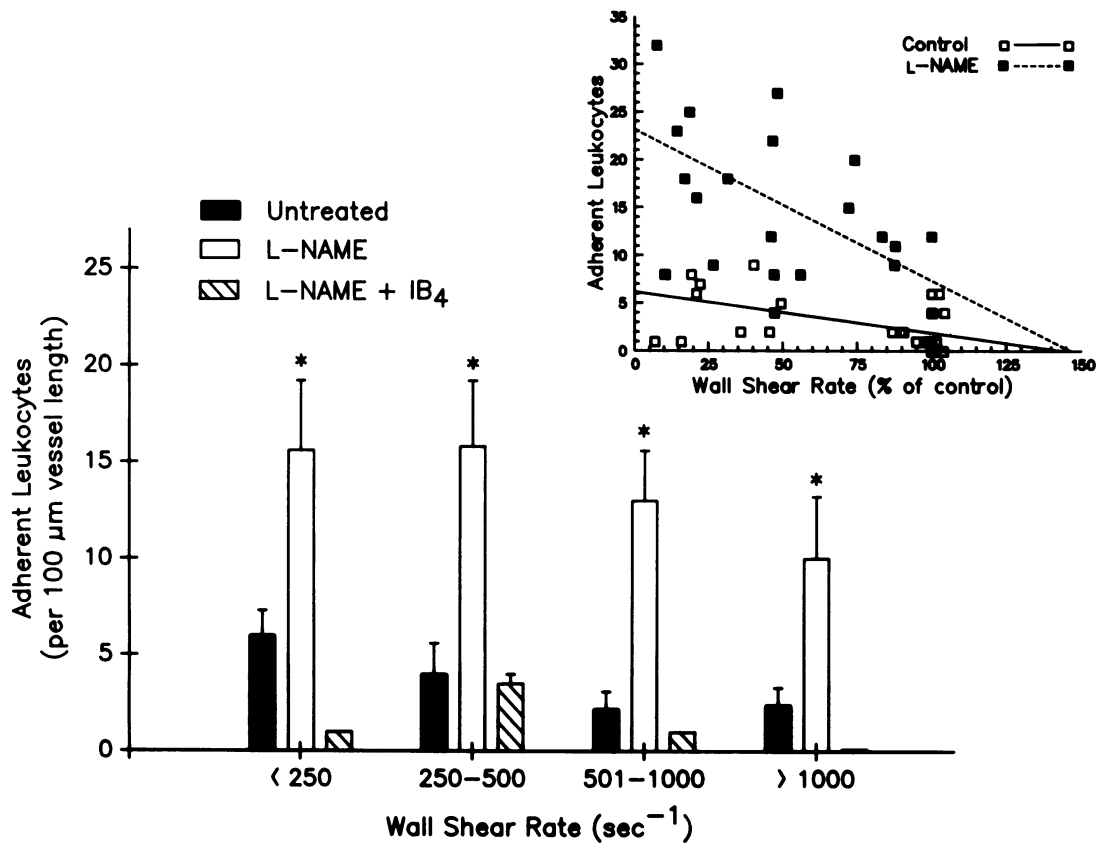 35
30
25
20
15
10
5
0
Adherent Leukocytes
Control
L-NAME
0 25 50 75 100 125 150
Wall Shear Rate (% of control)
Untreated
L-NAME
L-NAME + IB4
25
20
15
10
5
0
Adherent Leukocytes
(per 100 µm vessel length)
* * * *
< 250 250-500 501-1000 > 1000
Wall Shear Rate (sec⁻¹)